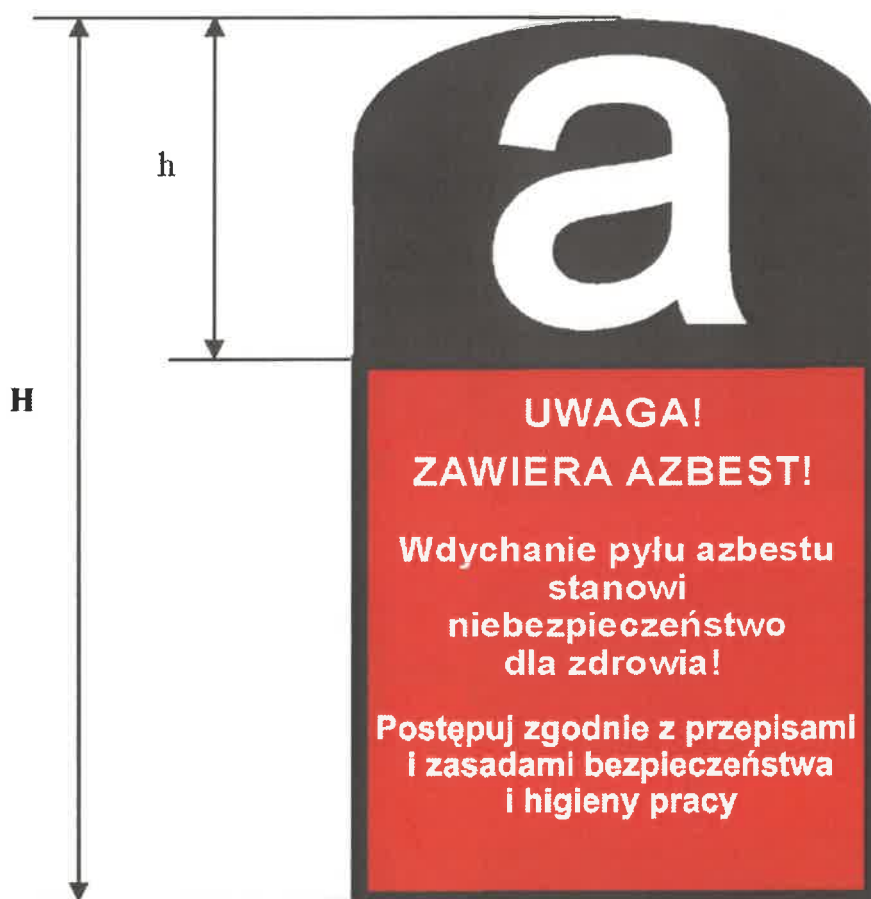 a
h
H
UWAGA!
ZAWIERA AZBEST!
Wdychanie pyłu azbestu
stanowi
niebezpieczeństwo
dla zdrowia!
Postępuj zgodnie z przepisami
i zasadami bezpieczeństwa
i higieny pracy